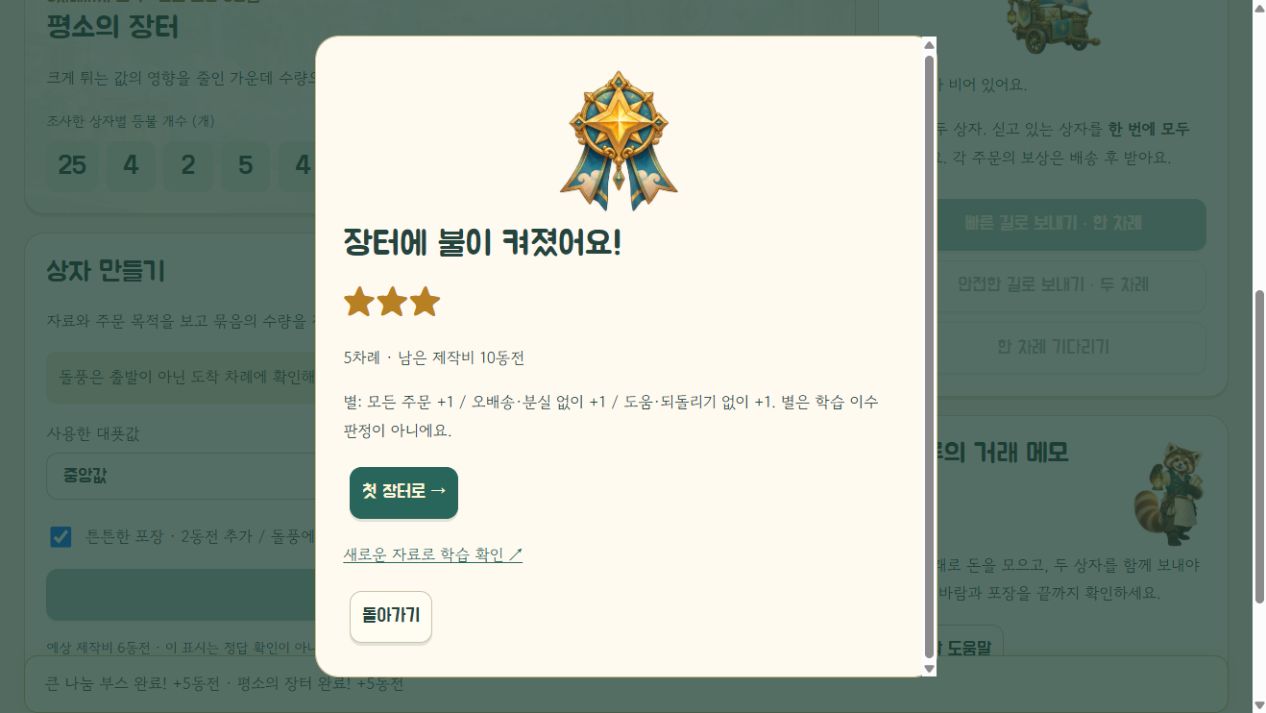 평소의 장터
크게 튀는 값의 영향을 줄인 가운데 수량으
조사한 상자별 등불 개수 (개)
25 4 2 5 4
상자 만들기
자료와 주문 목적을 보고 묶음의 수량을
돌풍은 출발이 아닌 도착 차례에 확인해
사용한 대푯값
중앙값
튼튼한 포장 · 2동전 추가 / 돌풍에
예상 제작비 6동전 · 이 표시는 정답 확인이 아니
큰 나눔 부스 완료! +5동전 · 평소의 장터 완료! +5동전
장터에 불이 켜졌어요!
5차례 · 남은 제작비 10동전
별: 모든 주문 +1 / 오배송·분실 없이 +1 / 도움·되돌리기 없이 +1. 별은 학습 이수
판정이 아니에요.
첫 장터로 →
새로운 자료로 학습 확인 ↗
돌아가기
비어 있어요.
두 상자. 싣고 있는 상자를 한 번에 모두
각 주문의 보상은 배송 후 받아요.
빠른 길로 보내기 · 한 차례
안전한 길로 보내기 · 두 차례
한 차례 기다리기
의 거래 메모
돈을 모으고, 두 상자를 함께 보내야
바람과 포장을 끝까지 확인하세요.
도움말